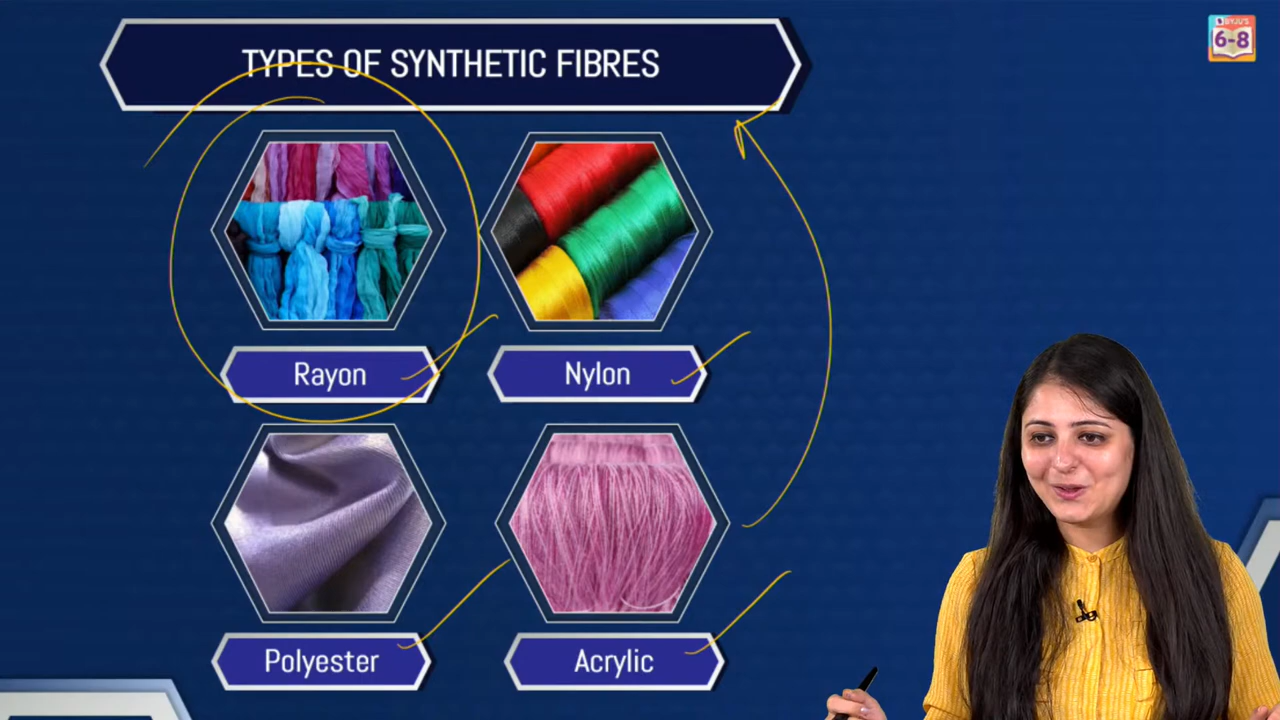 TYPES OF SYNTHETIC FIBRES
BYJU'S
6-8
Rayon
Nylon
Polyester
Acrylic